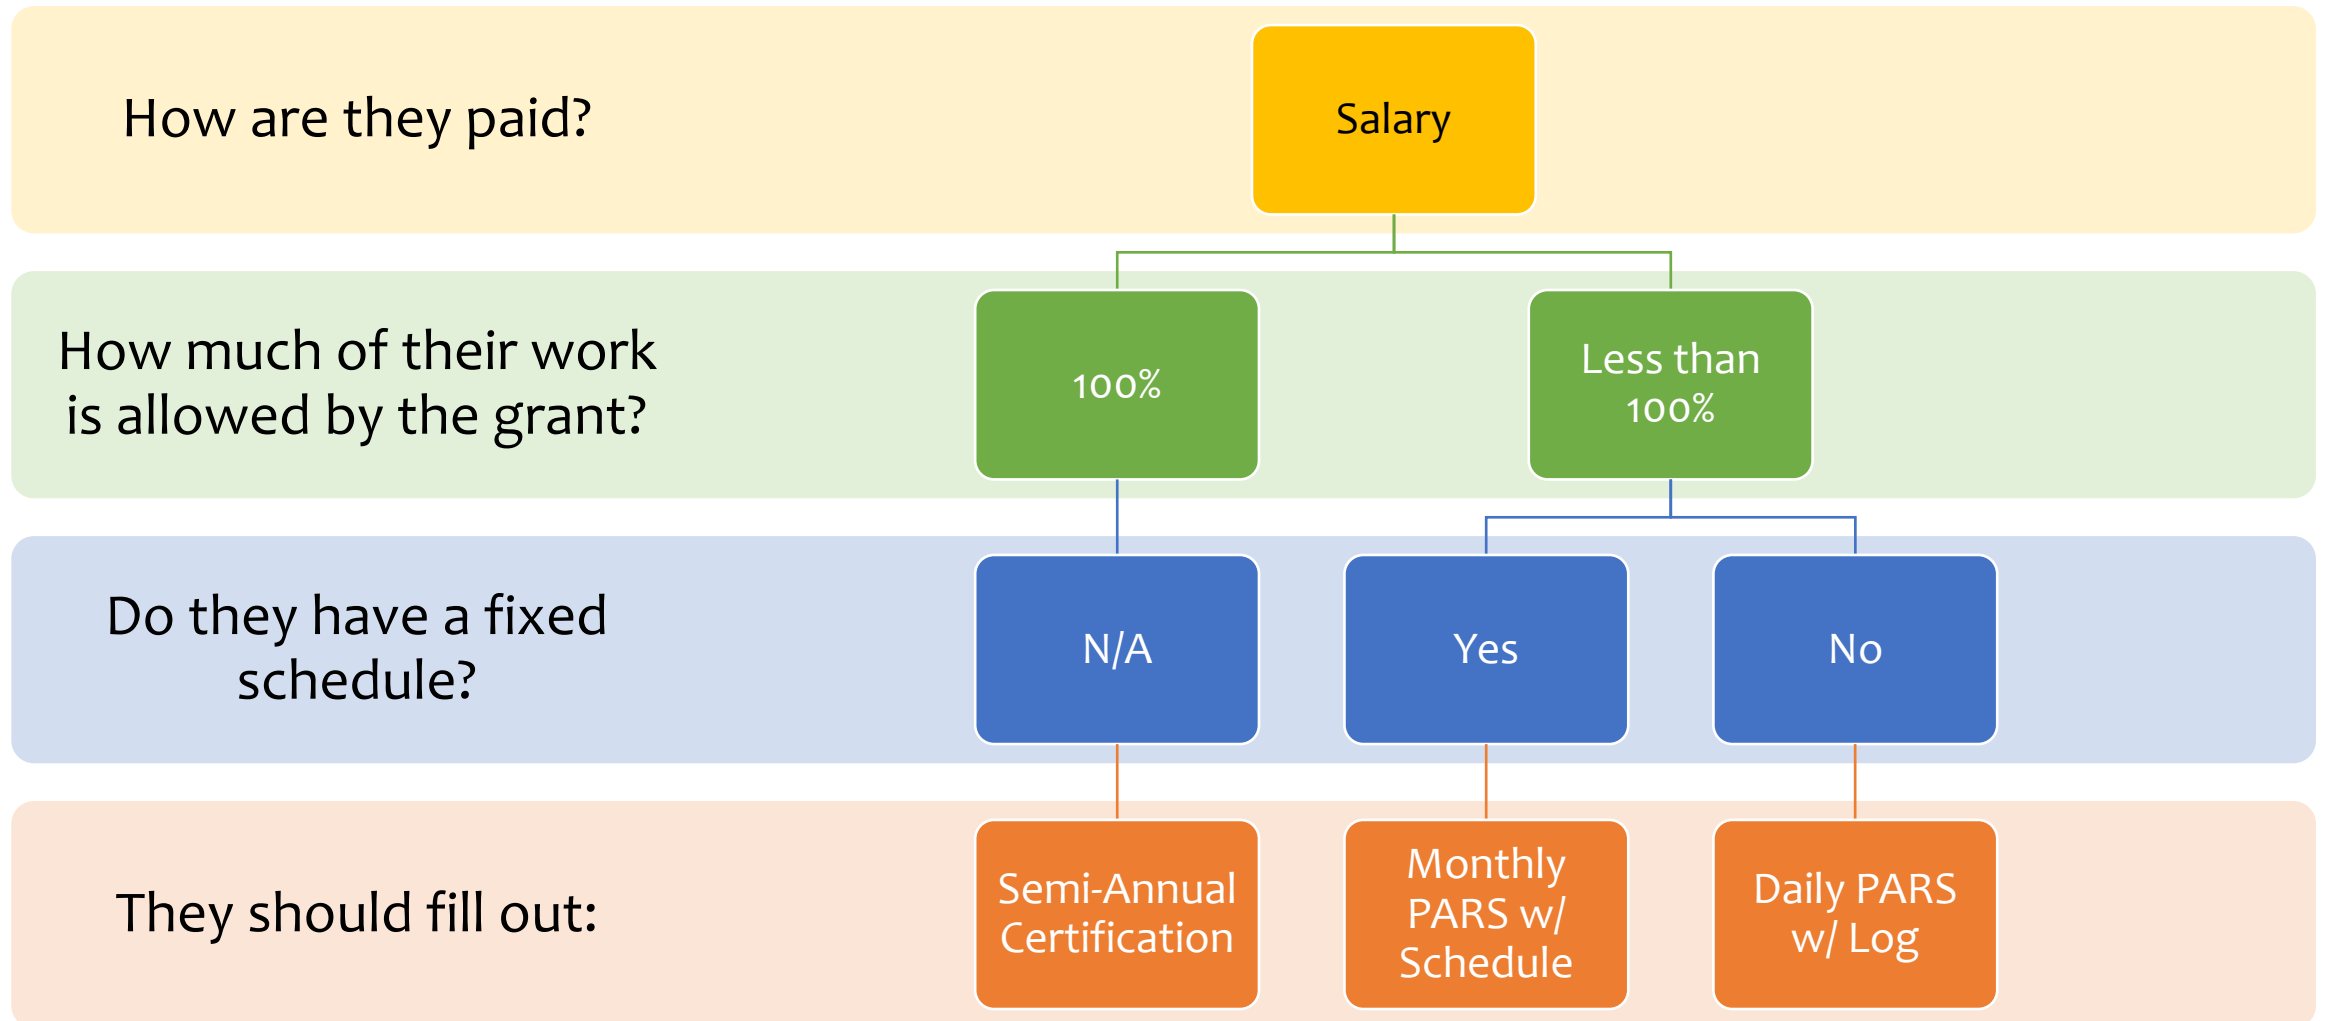 How are they paid?
Salary
How much of their work
is allowed by the grant?
100%
Less than
100%
Do they have a fixed
schedule?
N/A
Yes
No
They should fill out:
Semi-Annual
Certification
Monthly
PARS w/
Schedule
Daily PARS
w/ Log